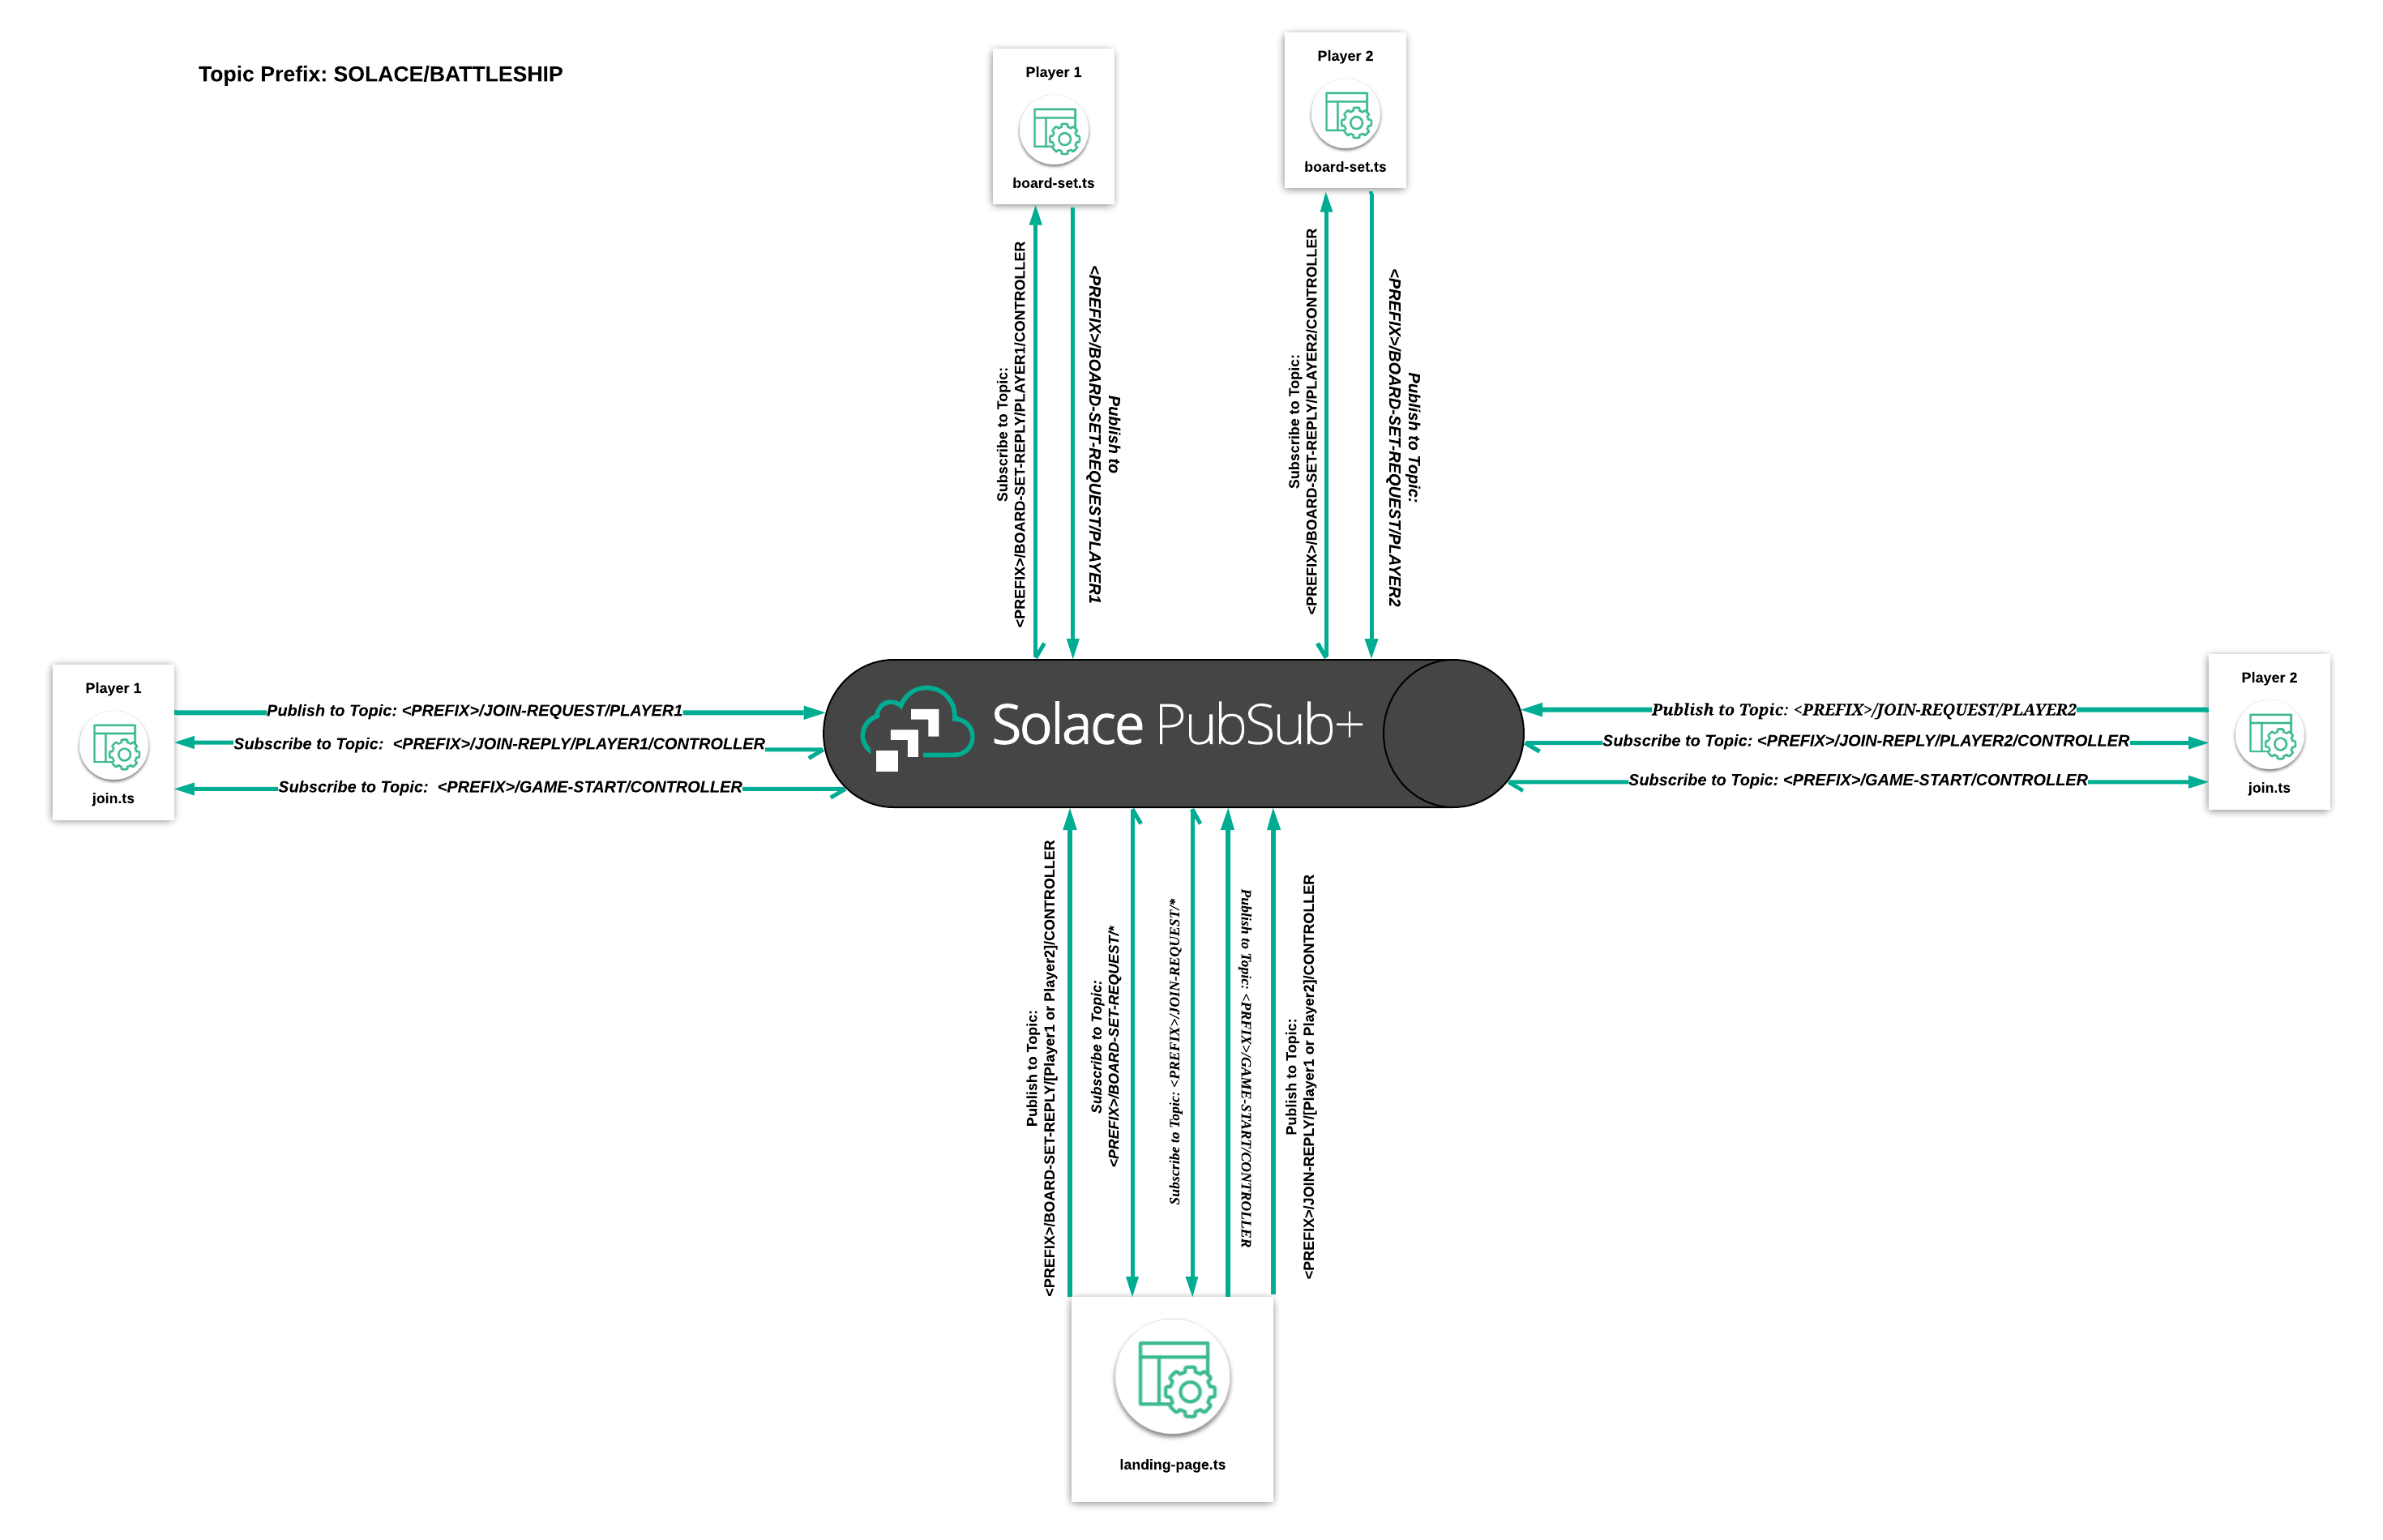 Topic Prefix: SOLACE/BATTLESHIP
Player 1
board-set.ts
Player 2
board-set.ts
Subscribe to Topic:
<PREFIX>/BOARD-SET-REPLY/PLAYER1/CONTROLLER
Publish to
<PREFIX>/BOARD-SET-REQUEST/PLAYER1
Subscribe to Topic:
<PREFIX>/BOARD-SET-REPLY/PLAYER2/CONTROLLER
Publish to Topic:
<PREFIX>/BOARD-SET-REQUEST/PLAYER2
Player 1
join.ts
Publish to Topic: <PREFIX>/JOIN-REQUEST/PLAYER1
Subscribe to Topic: <PREFIX>/JOIN-REPLY/PLAYER1/CONTROLLER
Subscribe to Topic: <PREFIX>/GAME-START/CONTROLLER
Solace PubSub+
Publish to Topic: <PREFIX>/JOIN-REQUEST/PLAYER2
Subscribe to Topic: <PREFIX>/JOIN-REPLY/PLAYER2/CONTROLLER
Subscribe to Topic: <PREFIX>/GAME-START/CONTROLLER
Player 2
join.ts
Publish to Topic:
<PREFIX>/BOARD-SET-REPLY/[Player1 or Player2]/CONTROLLER
Subscribe to Topic:
<PREFIX>/BOARD-SET-REQUEST/*
Subscribe to Topic: <PREFIX>/JOIN-REQUEST/*
Publish to Topic: <PRFIX>/GAME-START/CONTROLLER
Publish to Topic:
<PREFIX>/JOIN-REPLY/[Player1 or Player2]/CONTROLLER
landing-page.ts